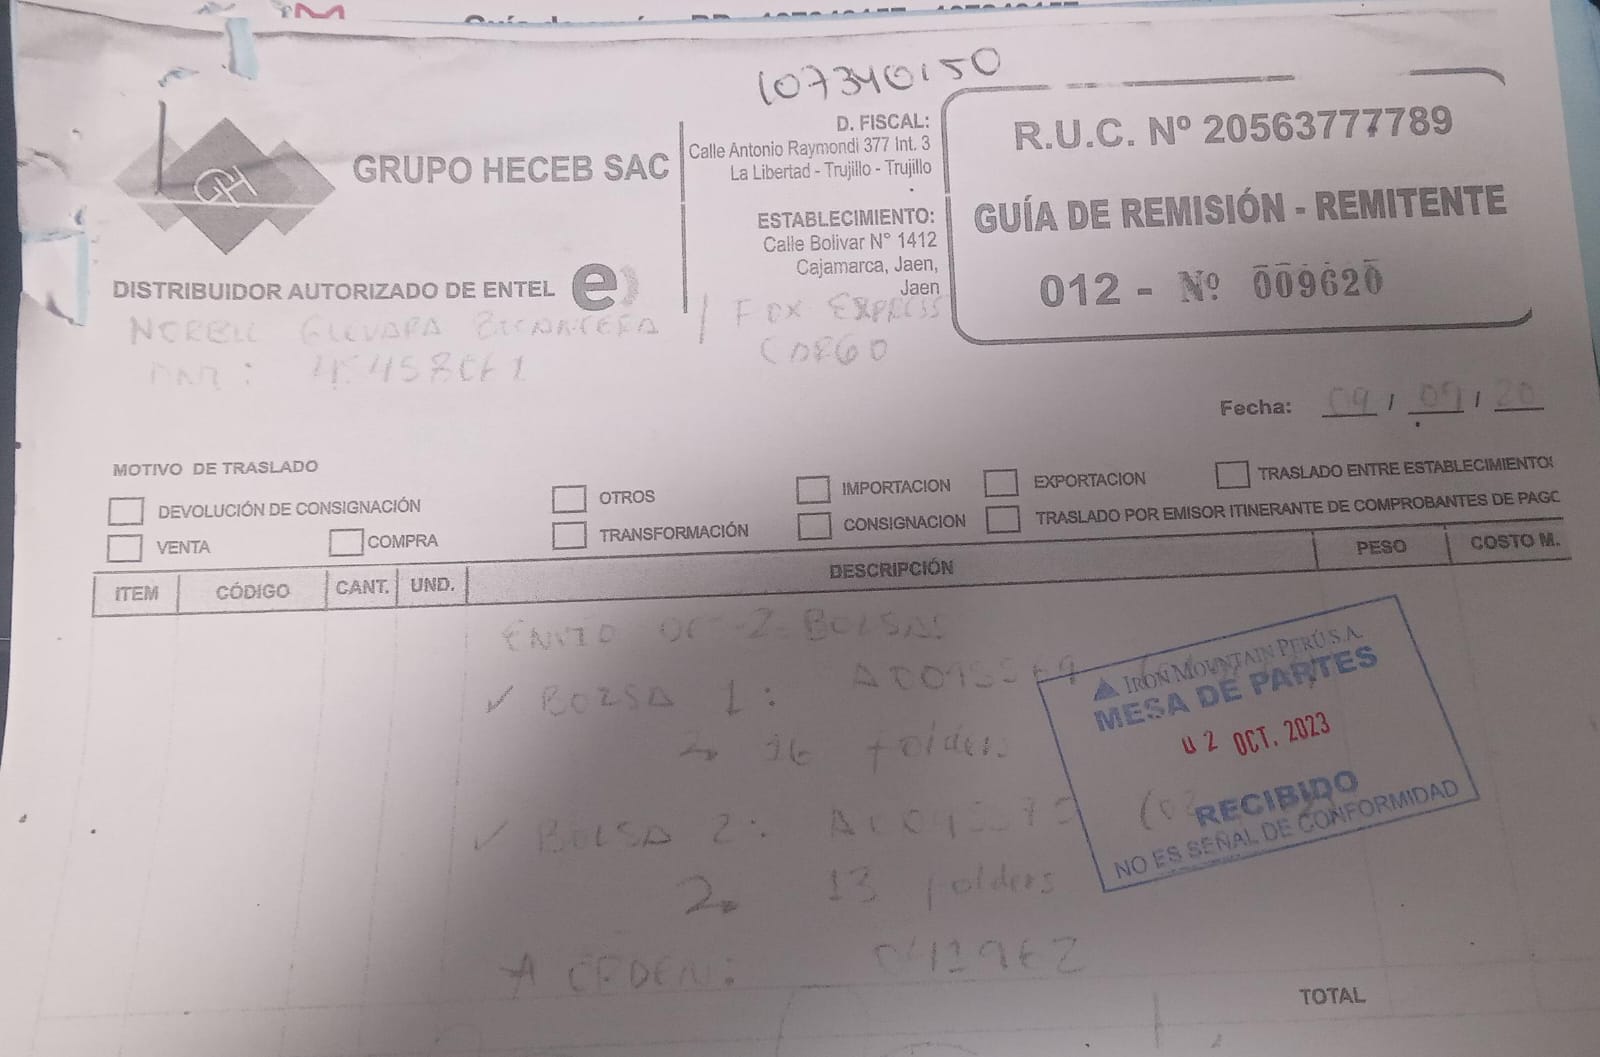 107340150
GRUPO HECEB SAC
DISTRIBUIDOR AUTORIZADO DE ENTEL e)
D. FISCAL:
Calle Antonio Raymondi 377 Int. 3
La Libertad - Trujillo - Trujillo
ESTABLECIMIENTO:
Calle Bolivar N° 1412
Cajamarca, Jaen,
Jaen
R.U.C. Nº 20563777789
GUÍA DE REMISIÓN - REMITENTE
012 - Nº 009620
EXPRESS
CARGO
Fecha: 09 / 09 / 20
MOTIVO DE TRASLADO
DEVOLUCIÓN DE CONSIGNACIÓN
VENTA
COMPRA
OTROS
TRANSFORMACIÓN
IMPORTACION
CONSIGNACION
EXPORTACION
TRASLADO ENTRE ESTABLECIMIENTOS
TRASLADO POR EMISOR ITINERANTE DE COMPROBANTES DE PAGO
ITEM CÓDIGO CANT. UND. DESCRIPCIÓN PESO COSTO M.
ENVIO DE 2 BOLSAS
✓ BOLSA 1:
16 folders
✓ BOLSA 2:
13 folders
IRON MOUNTAIN PERÚ S.A.
MESA DE PARTES
02 OCT. 2023
RECIBIDO
NO ES SEÑAL DE CONFORMIDAD
TOTAL